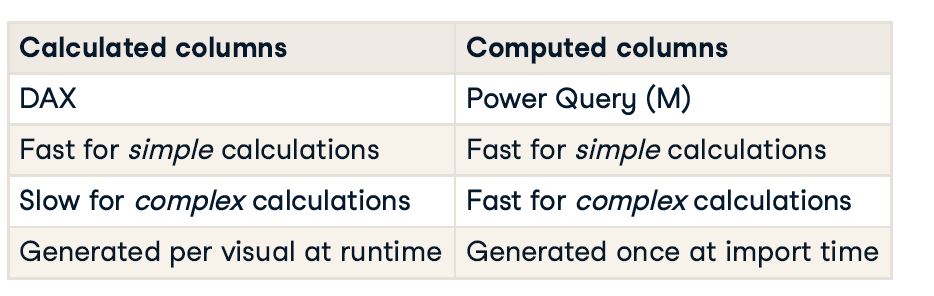 Calculated columns Computed columns
DAX Power Query (M)
Fast for simple calculations Fast for simple calculations
Slow for complex calculations Fast for complex calculations
Generated per visual at runtime Generated once at import time